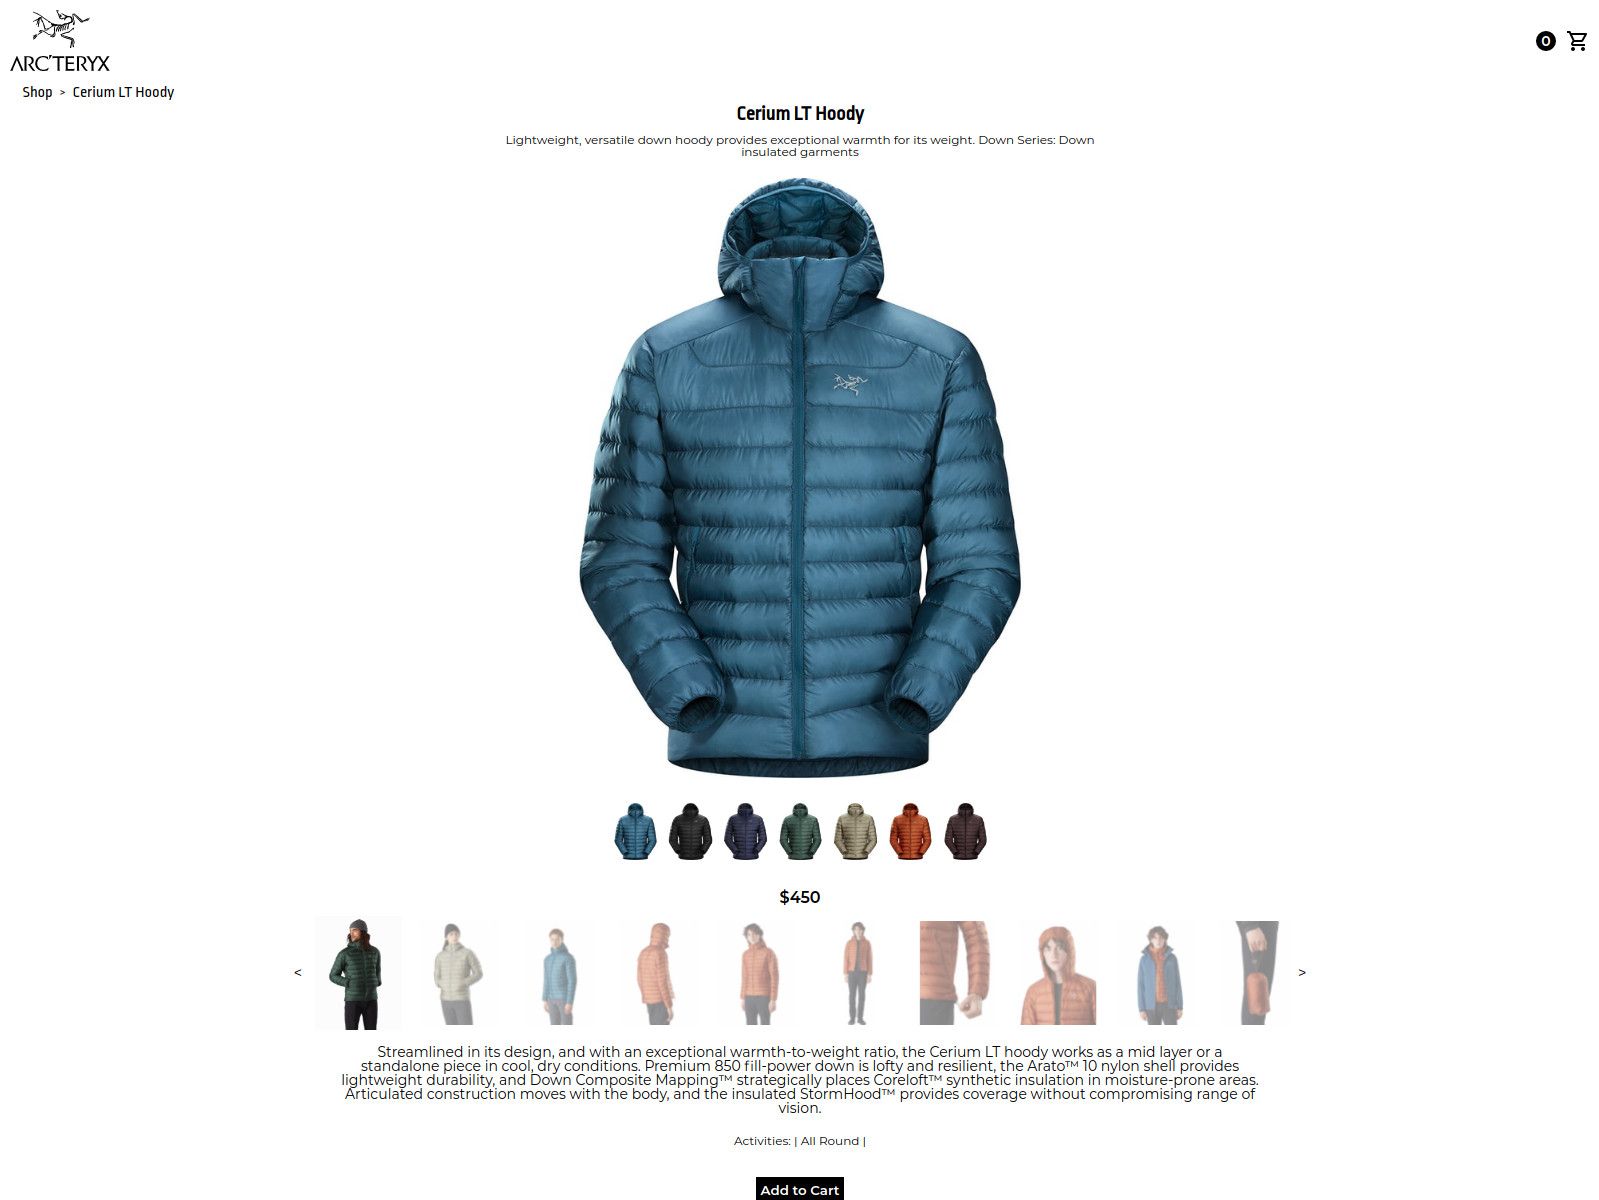 ARC'TERYX
0
Shop > Cerium LT Hoody
Cerium LT Hoody
Lightweight, versatile down hoody provides exceptional warmth for its weight. Down Series: Down
insulated garments
$450
<
>
Streamlined in its design, and with an exceptional warmth-to-weight ratio, the Cerium LT hoody works as a mid layer or a
standalone piece in cool, dry conditions. Premium 850 fill-power down is lofty and resilient, the Arato™ 10 nylon shell provides
lightweight durability, and Down Composite Mapping™ strategically places Coreloft™ synthetic insulation in moisture-prone areas.
Articulated construction moves with the body, and the insulated StormHood™ provides coverage without compromising range of
vision.
Activities: | All Round |
Add to Cart